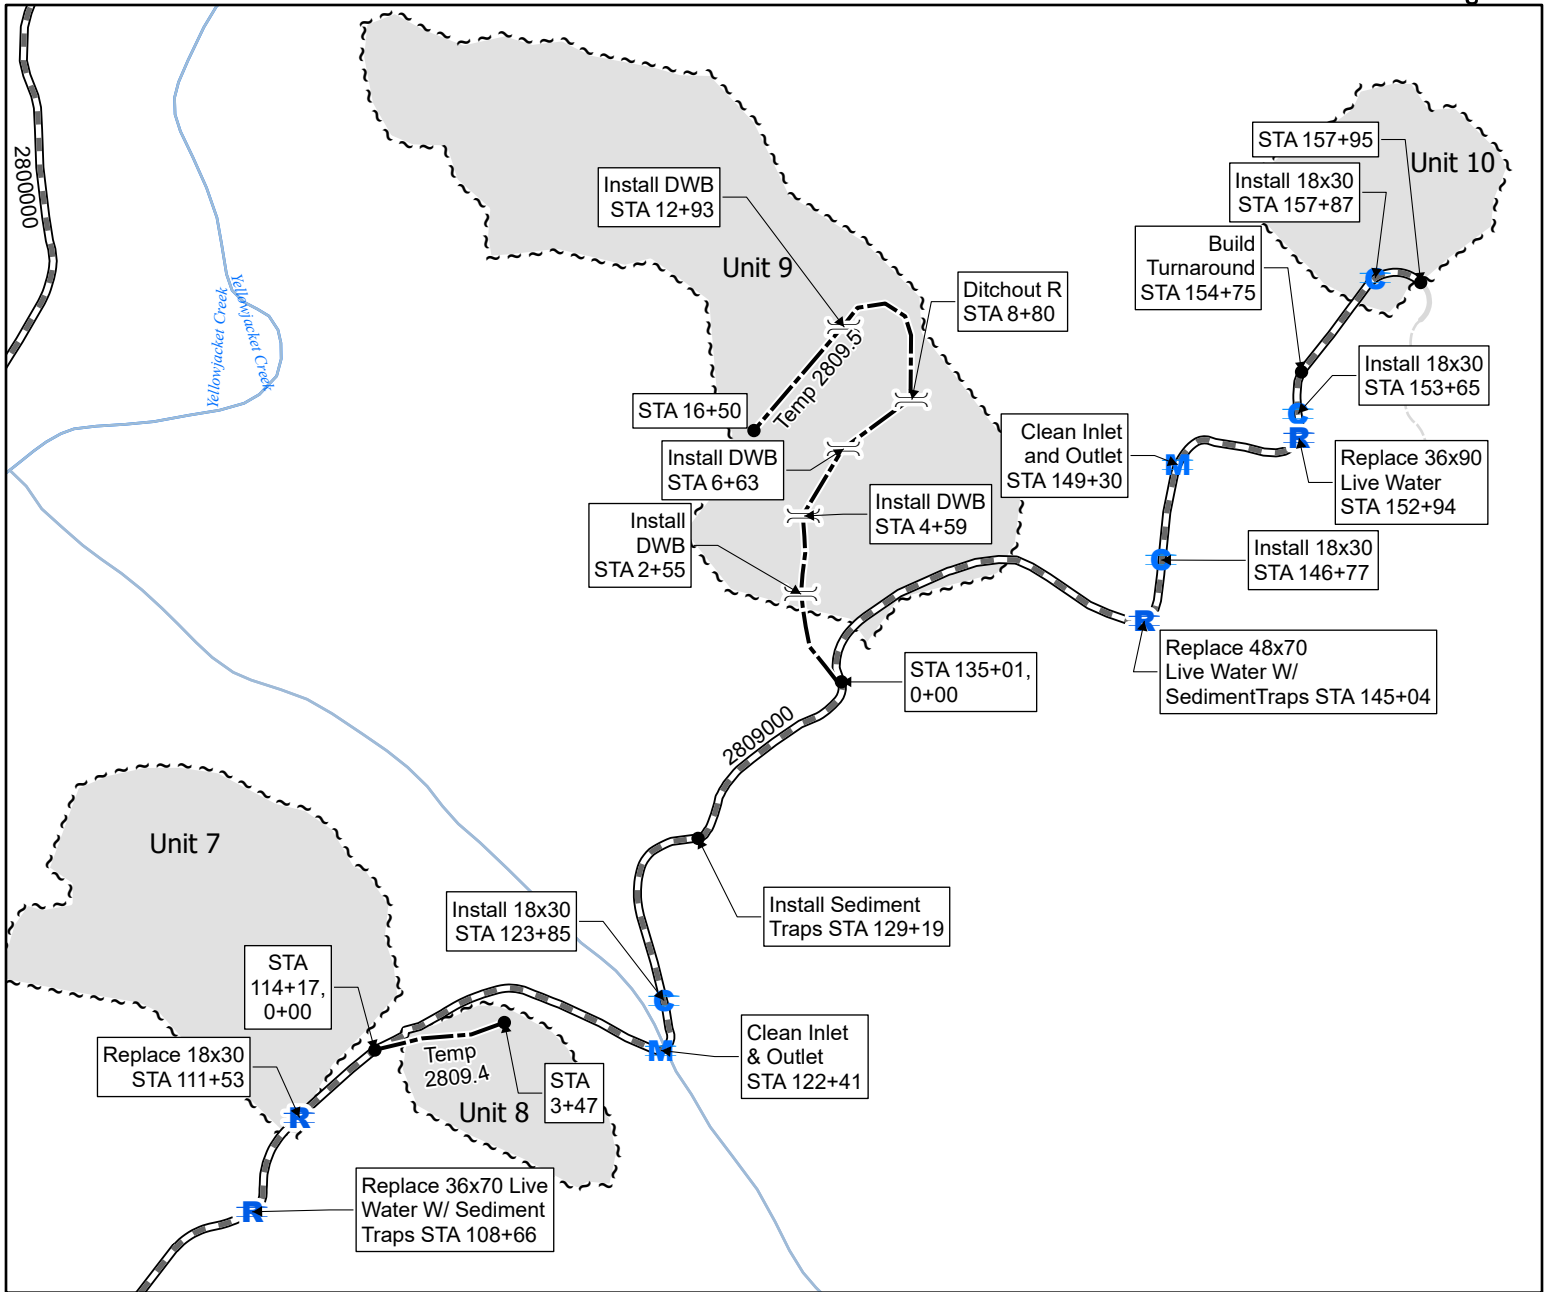 2800000
Yellowjacket Creek
Yellowjacket Creek
Install DWB
STA 12+93
Unit 9
Ditchout R
STA 8+80
Temp 2809.5
STA 16+50
Install DWB
STA 6+63
Install DWB
STA 4+59
Install
DWB
STA 2+55
STA 157+95
Unit 10
Install 18x30
STA 157+87
Build
Turnaround
STA 154+75
Install 18x30
STA 153+65
C
C
R
Clean Inlet
and Outlet
STA 149+30
M
Replace 36x90
Live Water
STA 152+94
C
Install 18x30
STA 146+77
R
Replace 48x70
Live Water W/
SedimentTraps STA 145+04
STA 135+01,
0+00
2809000
Unit 7
Install 18x30
STA 123+85
Install Sediment
Traps STA 129+19
STA
114+17,
0+00
C
M
Clean Inlet
& Outlet
STA 122+41
Replace 18x30
STA 111+53
Temp
2809.4
STA
3+47
Unit 8
R
R
Replace 36x70 Live
Water W/ Sediment
Traps STA 108+66